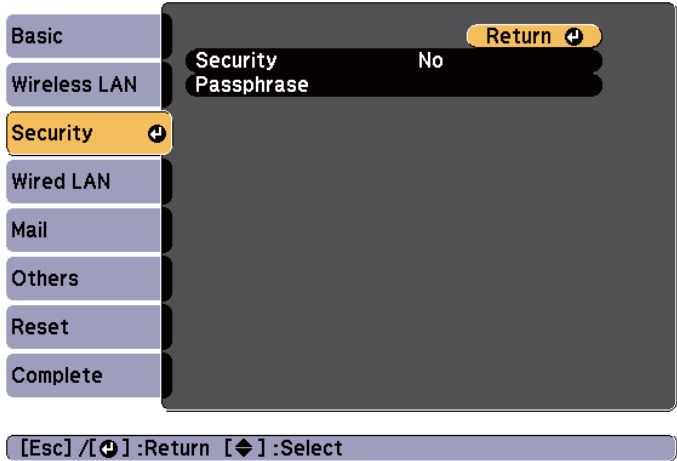 Basic
Wireless LAN
Security
Wired LAN
Mail
Others
Reset
Complete
Return
Security No
Passphrase
[Esc] /[⏎] :Return [◆] :Select